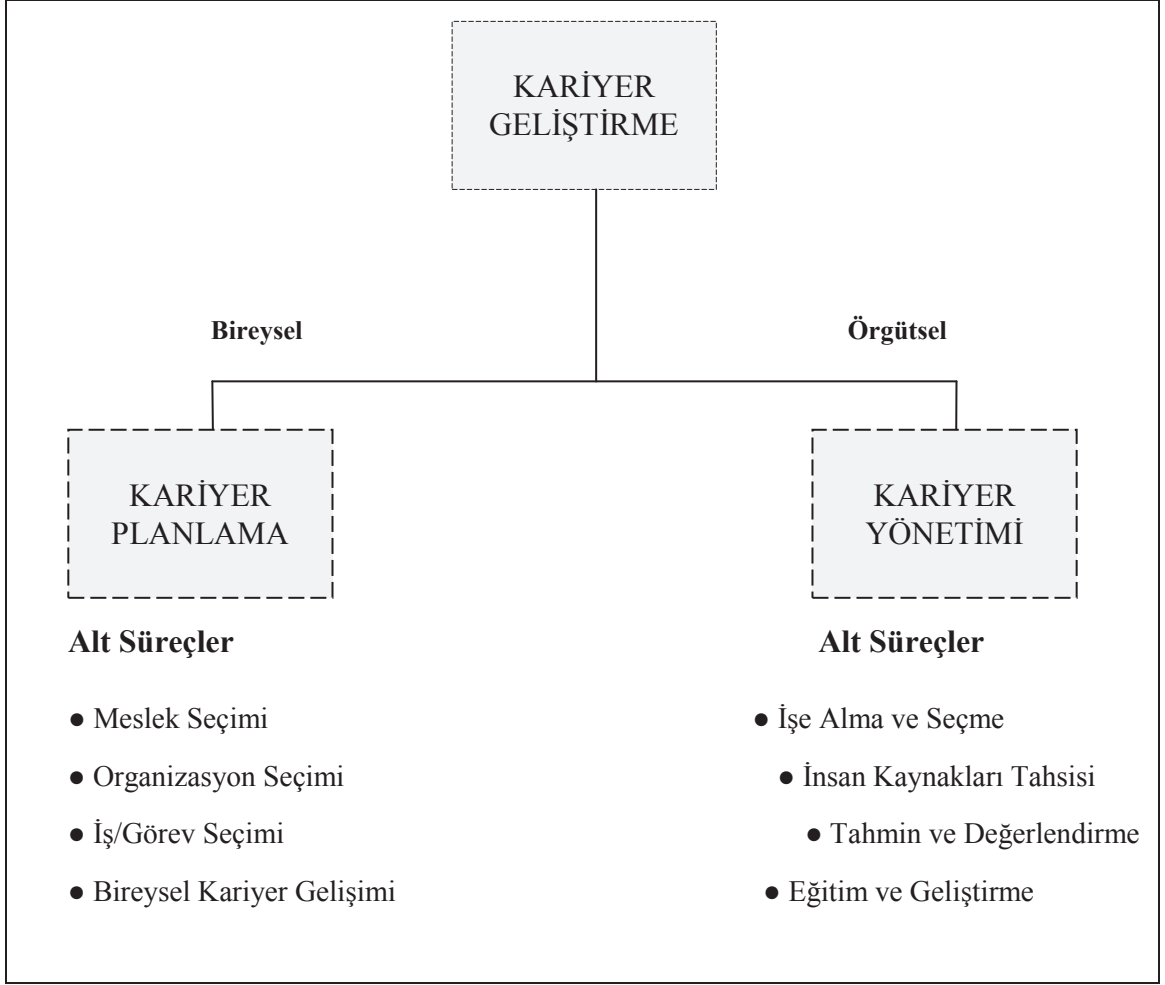 KARİYER
GELİŞTİRME
Bireysel
Örgütsel
KARİYER
PLANLAMA
KARİYER
YÖNETİMİ
Alt Süreçler
● Meslek Seçimi
● Organizasyon Seçimi
● İş/Görev Seçimi
● Bireysel Kariyer Gelişimi
Alt Süreçler
● İşe Alma ve Seçme
● İnsan Kaynakları Tahsisi
● Tahmin ve Değerlendirme
● Eğitim ve Geliştirme